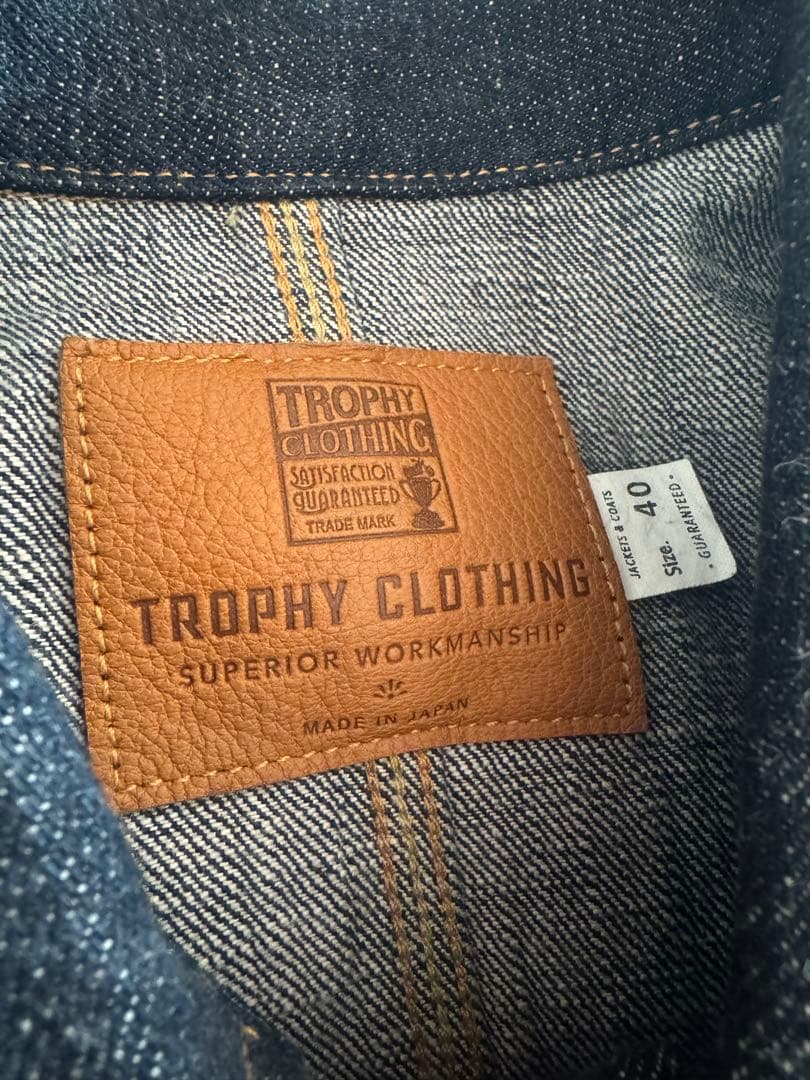 TROPHY
CLOTHING
SATISFACTION
GUARANTEED
TRADE MARK
TROPHY CLOTHING
SUPERIOR WORKMANSHIP
MADE IN JAPAN
JACKETS & COATS
Size. 40
• GUARANTEED •